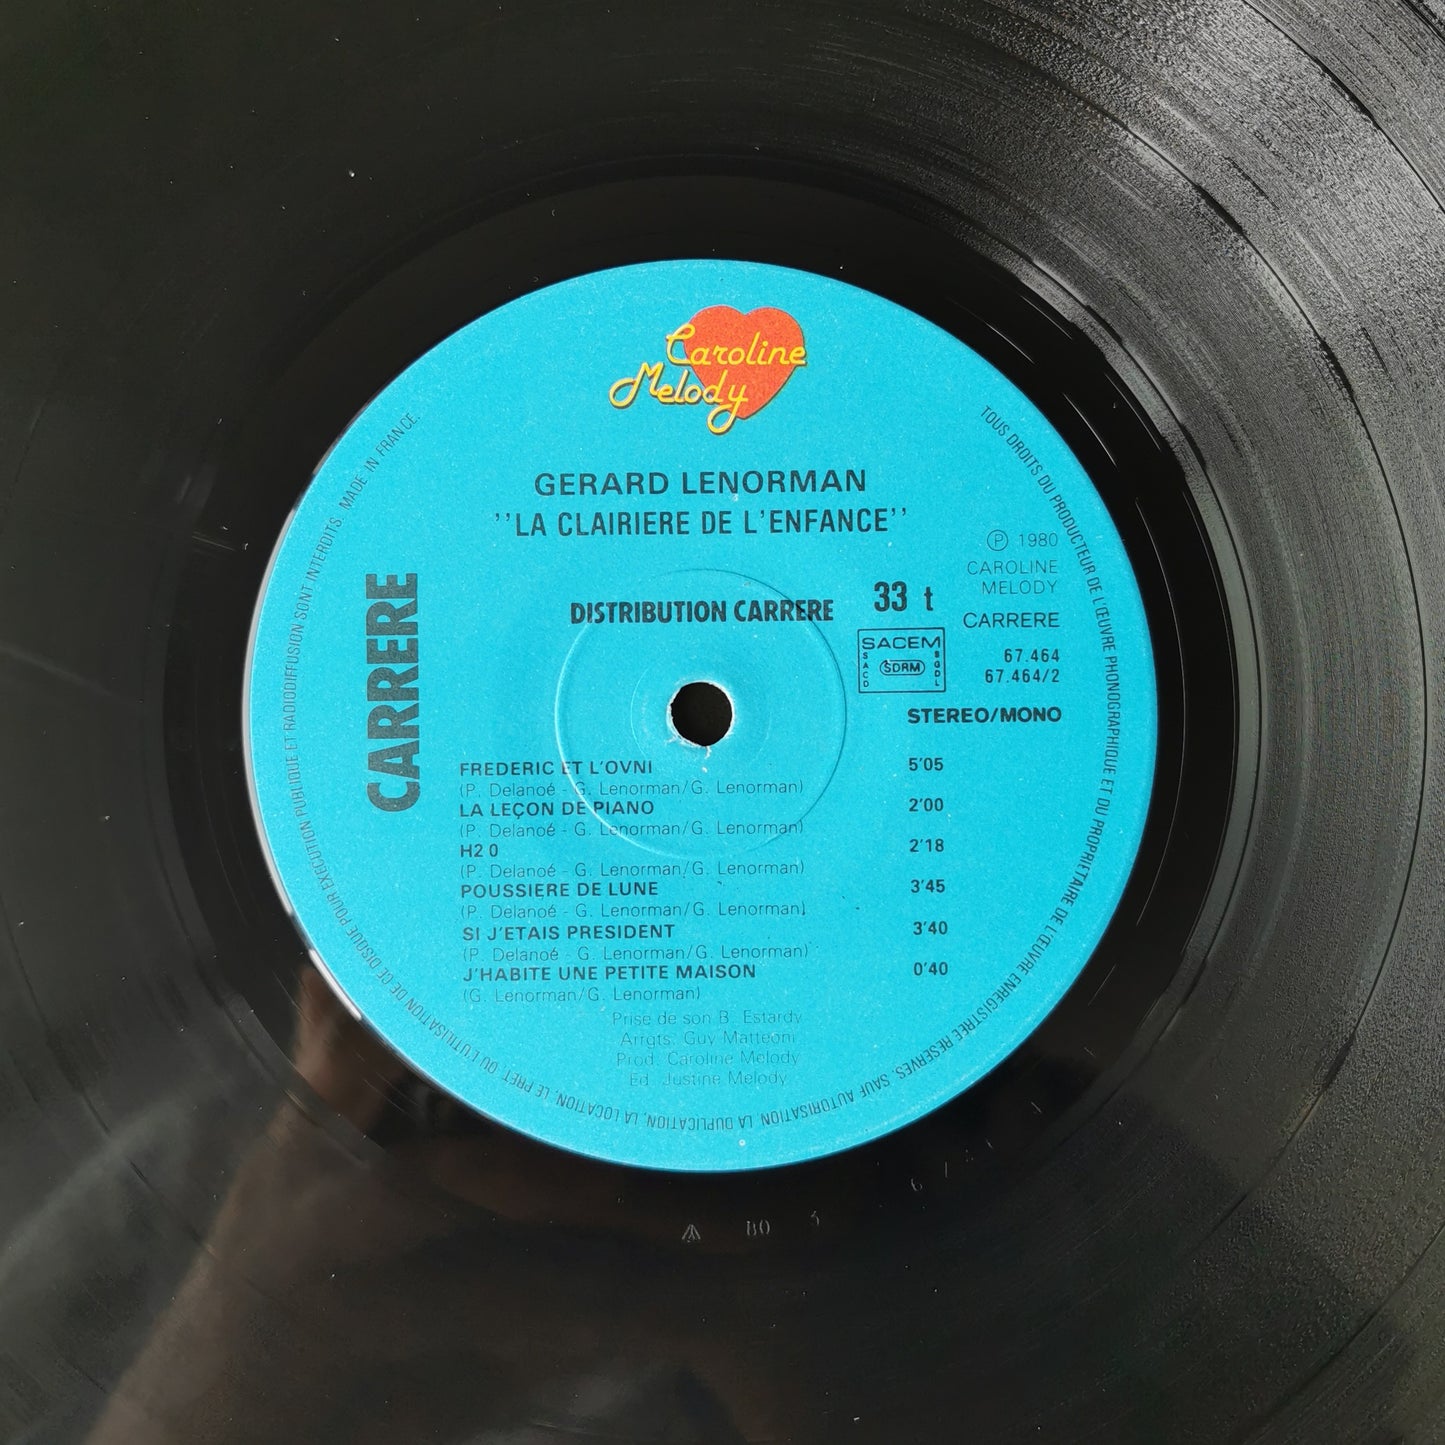 Caroline
Melody
GERARD LENORMAN
''LA CLAIRIERE DE L'ENFANCE''
Ⓟ 1980
CAROLINE
MELODY
CARRERE
67.464
67.464/2
STEREO/MONO
CARRERE
DISTRIBUTION CARRERE
33 t
SACEM
SACD
SDRM
SGDL
FREDERIC ET L'OVNI 5'05
(P. Delanoé - G. Lenorman/G. Lenorman)
LA LEÇON DE PIANO 2'00
(P. Delanoé - G. Lenorman/G. Lenorman)
H2 0 2'18
(P. Delanoé - G. Lenorman/G. Lenorman)
POUSSIERE DE LUNE 3'45
(P. Delanoé - G. Lenorman/G. Lenorman)
SI J'ETAIS PRESIDENT 3'40
(P. Delanoé - G. Lenorman/G. Lenorman)
J'HABITE UNE PETITE MAISON 0'40
(G. Lenorman/G. Lenorman)
Prise de son B. Estardy
Arrgts. Guy Matteoni
Prod. Caroline Melody
Ed. Justine Melody
TOUS DROITS DU PRODUCTEUR DE L'ŒUVRE PHONOGRAPHIQUE ET DU PROPRIETAIRE DE L'ŒUVRE ENREGISTREE RESERVES. SAUF AUTORISATION LA DUPLICATION, LA LOCATION, LE PRET OU L'UTILISATION DE CE DISQUE POUR EXECUTION PUBLIQUE ET RADIODIFFUSION SONT INTERDITS. MADE IN FRANCE.